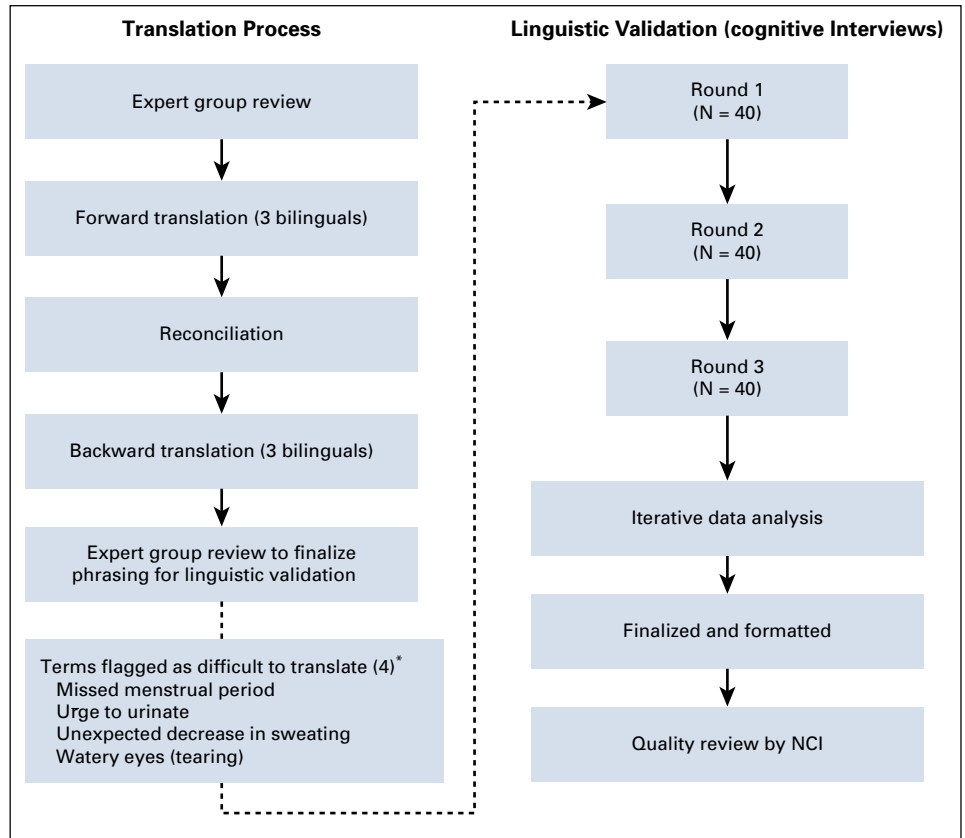 Translation Process
Expert group review
Forward translation (3 bilinguals)
Reconciliation
Backward translation (3 bilinguals)
Expert group review to finalize
phrasing for linguistic validation
Terms flagged as difficult to translate (4)*
Missed menstrual period
Urge to urinate
Unexpected decrease in sweating
Watery eyes (tearing)
Linguistic Validation (cognitive Interviews)
Round 1
(N = 40)
Round 2
(N = 40)
Round 3
(N = 40)
Iterative data analysis
Finalized and formatted
Quality review by NCI